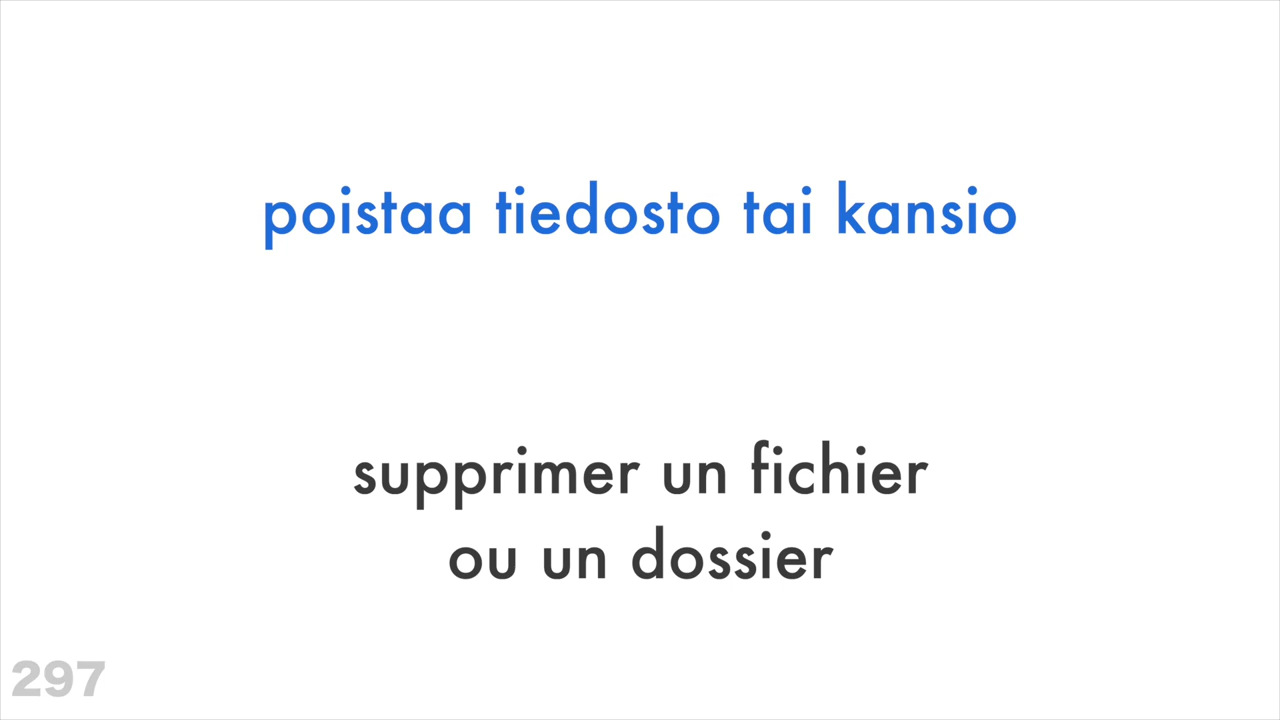 poistaa tiedosto tai kansio
supprimer un fichier
ou un dossier
297